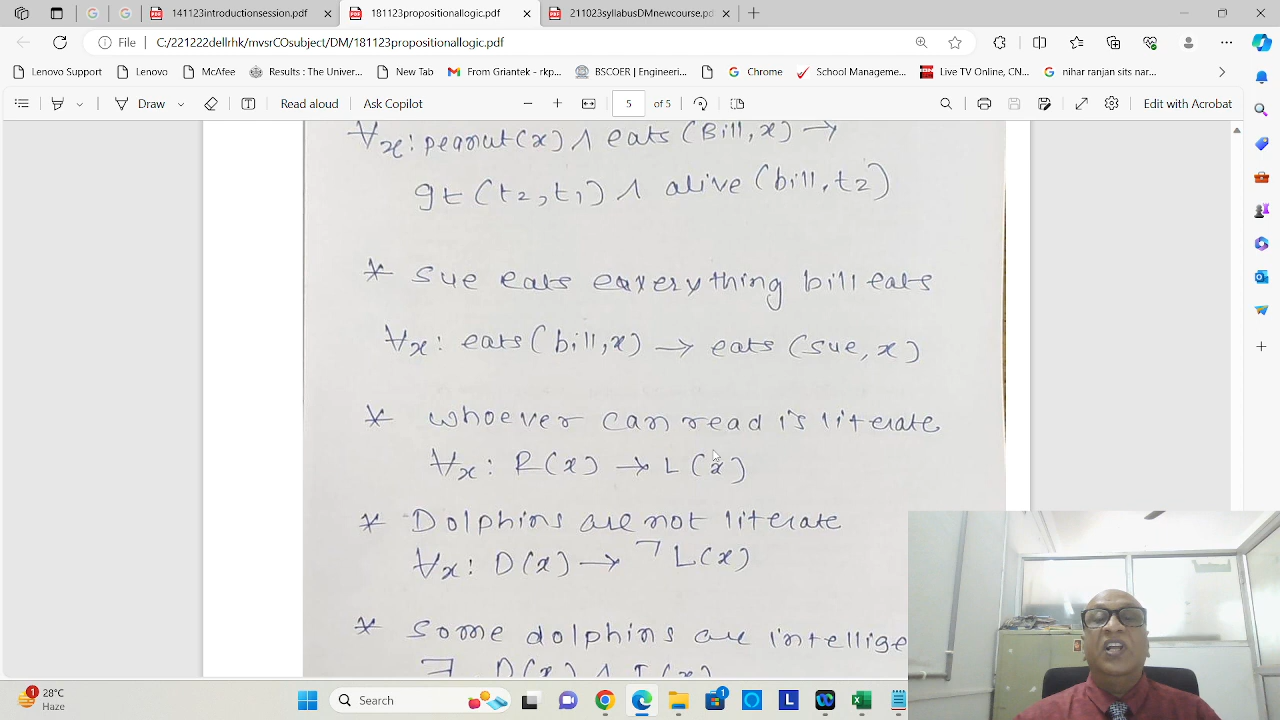 141123introductionsession.pdf
181123propositionallogic.pdf
211023syllabusDMnewcourse.pdf
File
C:/221222dellrhk/mvsrCOsubject/DM/181123propositionallogic.pdf
Lenovo Support
Lenovo
McAfee
Results : The Univer...
New Tab
From Griantek - rkp...
BSCOER | Engineeri...
Chrome
School Manageme...
Live TV Online, CN...
nihar ranjan sits nar...
Draw
Read aloud
Ask Copilot
5 of 5
Edit with Acrobat
∀x: peanut(x) ∧ eats (Bill, x) →
gt (t2, t1) ∧ alive (bill, t2)
* sue eats eaxerything bill eats
∀x: eats (bill, x) → eats (sue, x)
* whoever can read is literate
∀x: R(x) → L(x)
* Dolphins are not literate
∀x: D(x) → ¬L(x)
* some dolphins are intellige
D(x) ∧ I(x)
1
28°C
Haze
Search
1